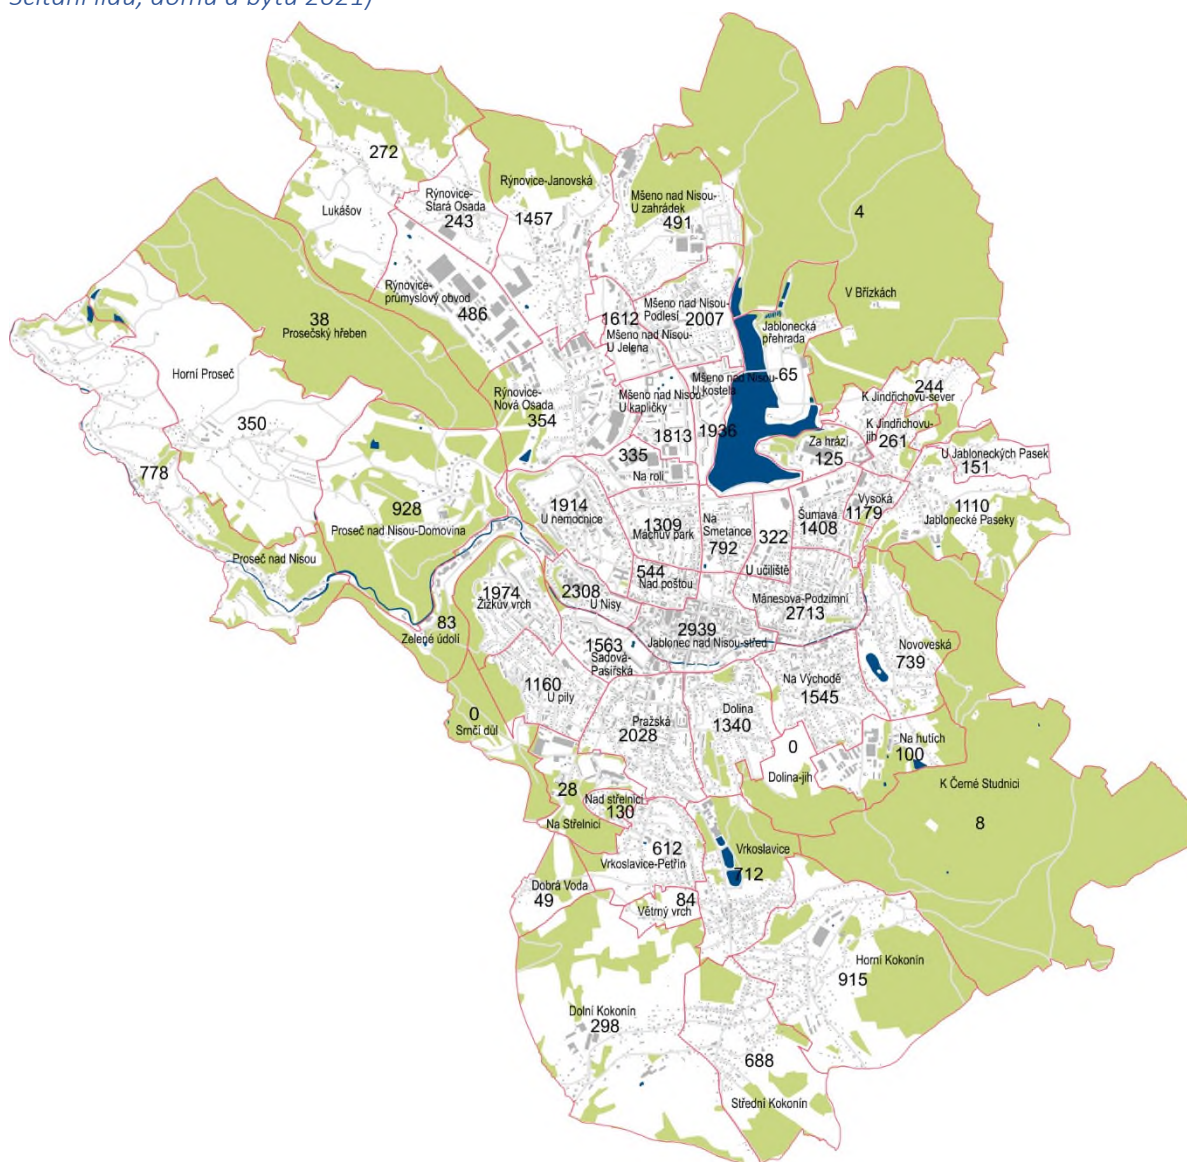 Sčítání lidu, domů a bytů 2021)
272
Lukášov
Rýnovice-
Stará Osada
243
Rýnovice-Janovská
1457
Mšeno nad Nisou-
U zahrádek
491
4
V Břízkách
Rýnovice-
průmyslový obvod
486
38
Prosečský hřeben
1612
Mšeno nad Nisou-
U Jelena
Mšeno nad Nisou-
Podlesí
2007
Jablonecká
přehrada
65
Horní Proseč
350
Rýnovice-
Nová Osada
354
Mšeno nad Nisou-
U kapličky
1813
Mšeno nad Nisou-
U kostela
1936
244
K Jindřichovu-sever
K Jindřichovu-
jih
261
Za hrází
125
U Jabloneckých Pasek
151
335
Na roli
778
928
Proseč nad Nisou-Domovina
1914
U nemocnice
1309
Machův park
Na
Smetance
792
322
U učiliště
Šumava
1408
Vysoká
1179
1110
Jablonecké Paseky
Proseč nad Nisou
544
Nad poštou
1974
Žižkův vrch
2308
U Nisy
Mánesova-Podzimní
2713
83
Zelené údolí
1563
Sadová-
Pasířská
2939
Jablonec nad Nisou-střed
Novoveská
739
1160
U pily
Na Východě
1545
0
Smčí důl
Pražská
2028
Dolina
1340
0
Dolina-jih
Na hutích
100
K Černé Studnici
8
28
Na Střelnici
Nad střelnicí
130
612
Vrkoslavice-Petřín
Vrkoslavice
712
Dobrá Voda
49
84
Větrný vrch
Horní Kokonín
915
Dolní Kokonín
298
688
Střední Kokonín